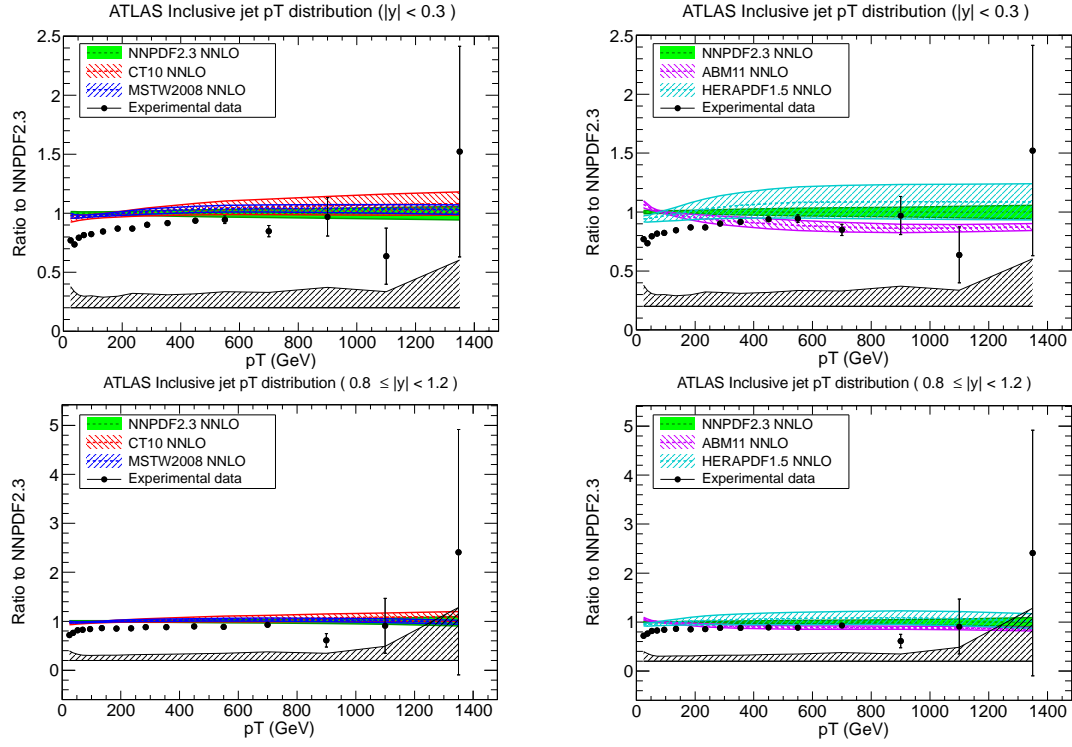 ATLAS Inclusive jet pT distribution (|y| < 0.3)
Ratio to NNPDF2.3
2.5
2
1.5
1
0.5
0
NNPDF2.3 NNLO
CT10 NNLO
MSTW2008 NNLO
Experimental data
0 200 400 600 800 1000 1200 1400
pT (GeV)
ATLAS Inclusive jet pT distribution (|y| < 0.3)
Ratio to NNPDF2.3
2.5
2
1.5
1
0.5
0
NNPDF2.3 NNLO
ABM11 NNLO
HERAPDF1.5 NNLO
Experimental data
0 200 400 600 800 1000 1200 1400
pT (GeV)
ATLAS Inclusive jet pT distribution ( 0.8 ≤ |y| < 1.2 )
Ratio to NNPDF2.3
5
4
3
2
1
0
NNPDF2.3 NNLO
CT10 NNLO
MSTW2008 NNLO
Experimental data
0 200 400 600 800 1000 1200 1400
pT (GeV)
ATLAS Inclusive jet pT distribution ( 0.8 ≤ |y| < 1.2 )
Ratio to NNPDF2.3
5
4
3
2
1
0
NNPDF2.3 NNLO
ABM11 NNLO
HERAPDF1.5 NNLO
Experimental data
0 200 400 600 800 1000 1200 1400
pT (GeV)